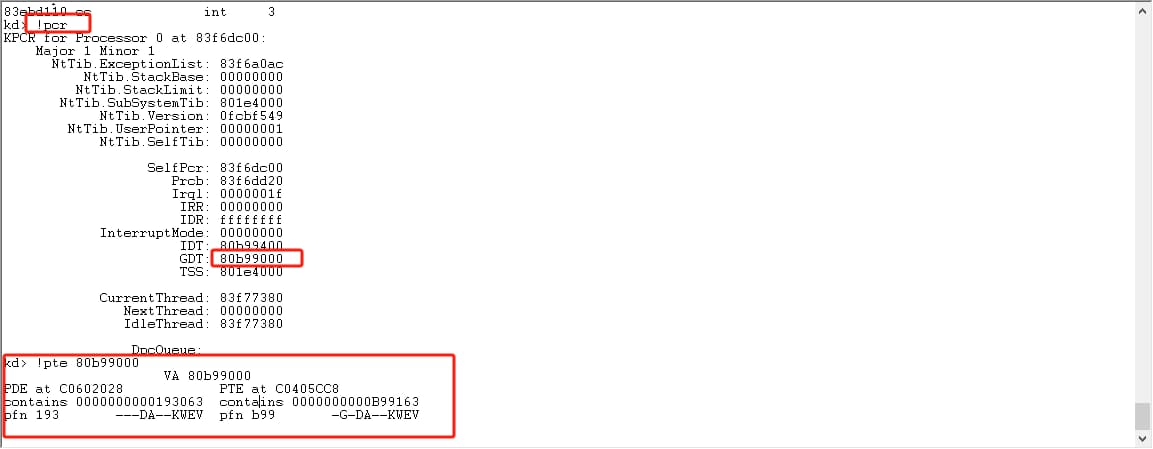 83ebd110 cc              int     3
kd> !pcr
KPCR for Processor 0 at 83f6dc00:
    Major 1 Minor 1
      NtTib.ExceptionList: 83f6a0ac
          NtTib.StackBase: 00000000
         NtTib.StackLimit: 00000000
       NtTib.SubSystemTib: 801e4000
            NtTib.Version: 0fcbf549
        NtTib.UserPointer: 00000001
            NtTib.SelfTib: 00000000
                  SelfPcr: 83f6dc00
                     Prcb: 83f6dd20
                     Irql: 0000001f
                      IRR: 00000000
                      IDR: ffffffff
            InterruptMode: 00000000
                      IDT: 80b99400
                      GDT: 80b99000
                      TSS: 801e4000
            CurrentThread: 83f77380
               NextThread: 00000000
               IdleThread: 83f77380
                DpcQueue:
kd> !pte 80b99000
                    VA 80b99000
PDE at C0602028            PTE at C0405CC8
contains 0000000000193063  contains 0000000000B99163
pfn 193       ---DA--KWEV  pfn b99       -G-DA--KWEV